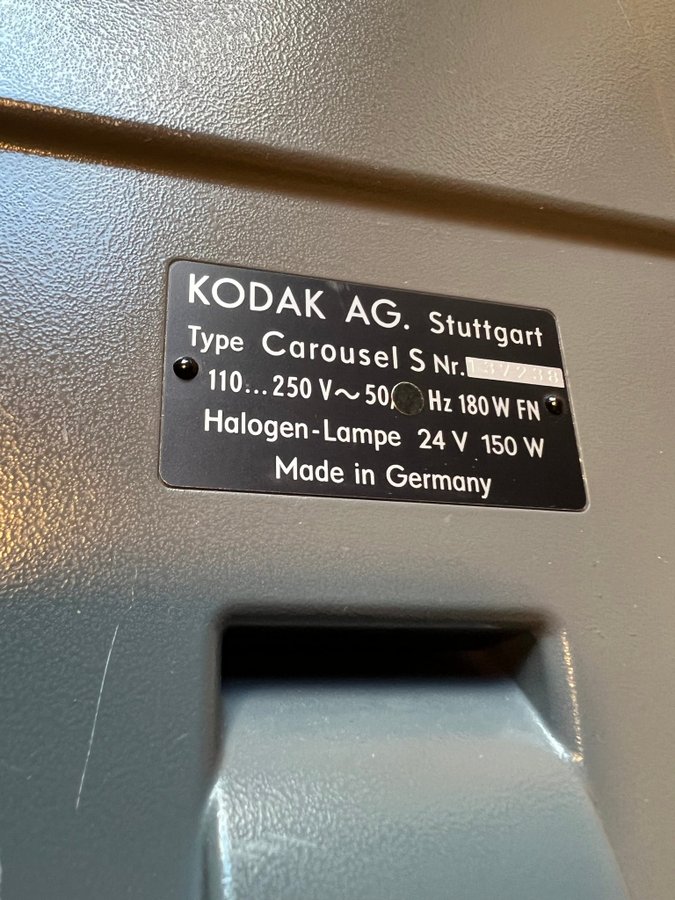 KODAK AG. Stuttgart
Type Carousel S Nr. 137238
110...250 V~ 50/ Hz 180 W FN
Halogen-Lampe 24 V 150 W
Made in Germany